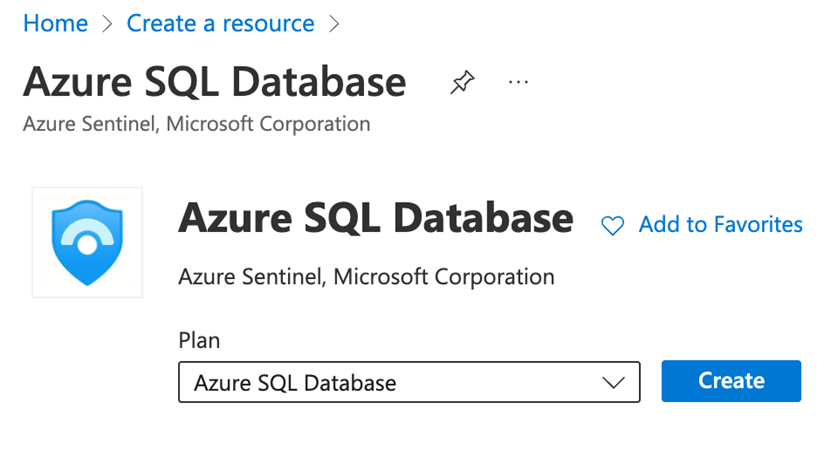 Home > Create a resource >
Azure SQL Database ...
Azure Sentinel, Microsoft Corporation
Azure SQL Database
Add to Favorites
Azure Sentinel, Microsoft Corporation
Plan
Azure SQL Database
Create